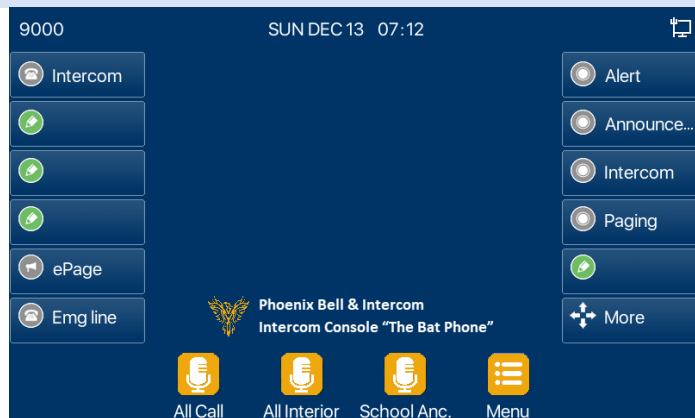 9000 SUN DEC 13 07:12
Intercom
Alert
Announce...
Intercom
ePage
Paging
Emg line
Phoenix Bell & Intercom
Intercom Console “The Bat Phone”
More
All Call All Interior School Anc. Menu